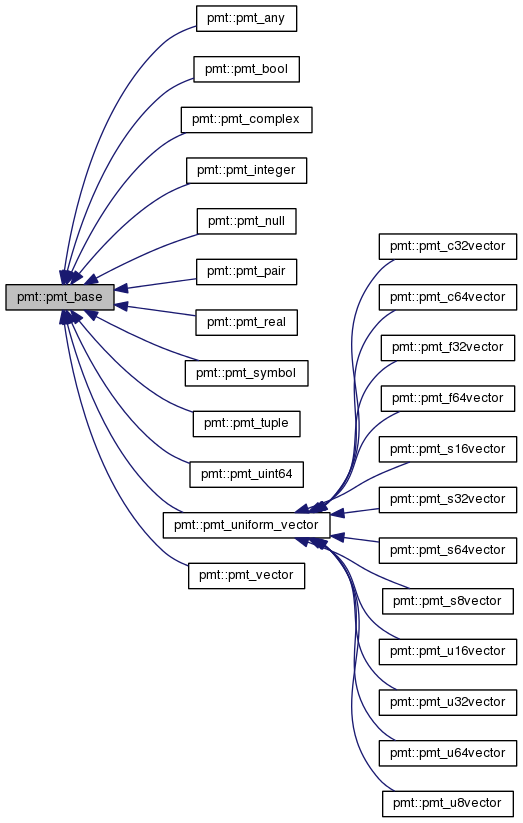 pmt::pmt_any
pmt::pmt_bool
pmt::pmt_complex
pmt::pmt_integer
pmt::pmt_null
pmt::pmt_pair
pmt::pmt_base
pmt::pmt_real
pmt::pmt_symbol
pmt::pmt_tuple
pmt::pmt_uint64
pmt::pmt_uniform_vector
pmt::pmt_vector
pmt::pmt_c32vector
pmt::pmt_c64vector
pmt::pmt_f32vector
pmt::pmt_f64vector
pmt::pmt_s16vector
pmt::pmt_s32vector
pmt::pmt_s64vector
pmt::pmt_s8vector
pmt::pmt_u16vector
pmt::pmt_u32vector
pmt::pmt_u64vector
pmt::pmt_u8vector